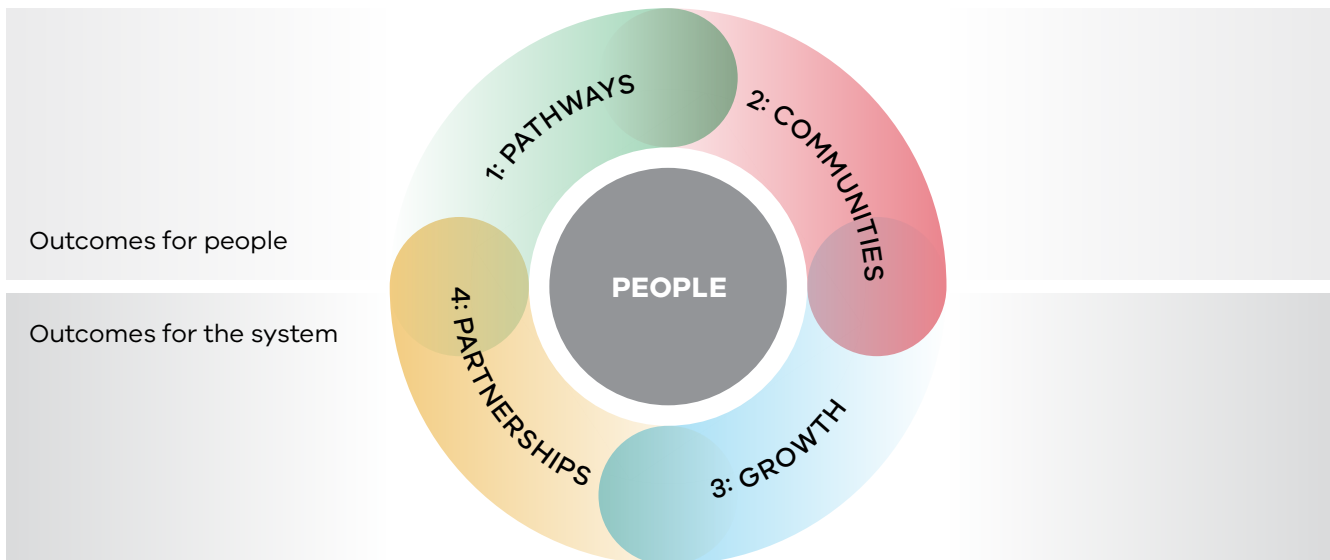 1: PATHWAYS
2: COMMUNITIES
Outcomes for people
PEOPLE
Outcomes for the system
4: PARTNERSHIPS
3: GROWTH